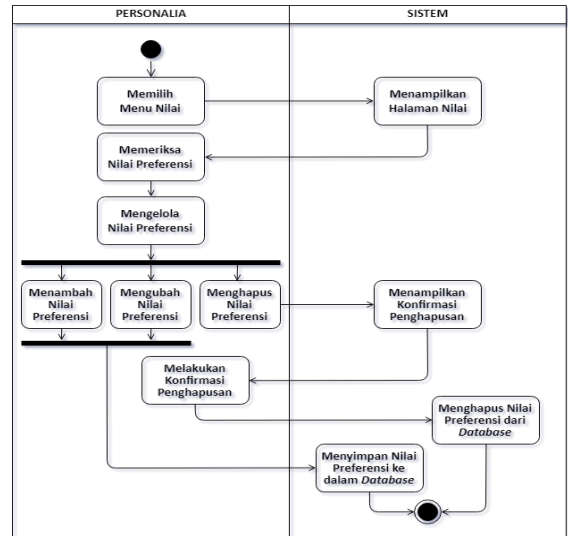 PERSONALIA
SISTEM
Memilih
Menu Nilai
Menampilkan
Halaman Nilai
Memeriksa
Nilai Preferensi
Mengelola
Nilai Preferensi
Menambah
Nilai
Preferensi
Mengubah
Nilai
Preferensi
Menghapus
Nilai
Preferensi
Menampilkan
Konfirmasi
Penghapusan
Melakukan
Konfirmasi
Penghapusan
Menghapus Nilai
Preferensi dari
Database
Menyimpan Nilai
Preferensi ke
dalam Database